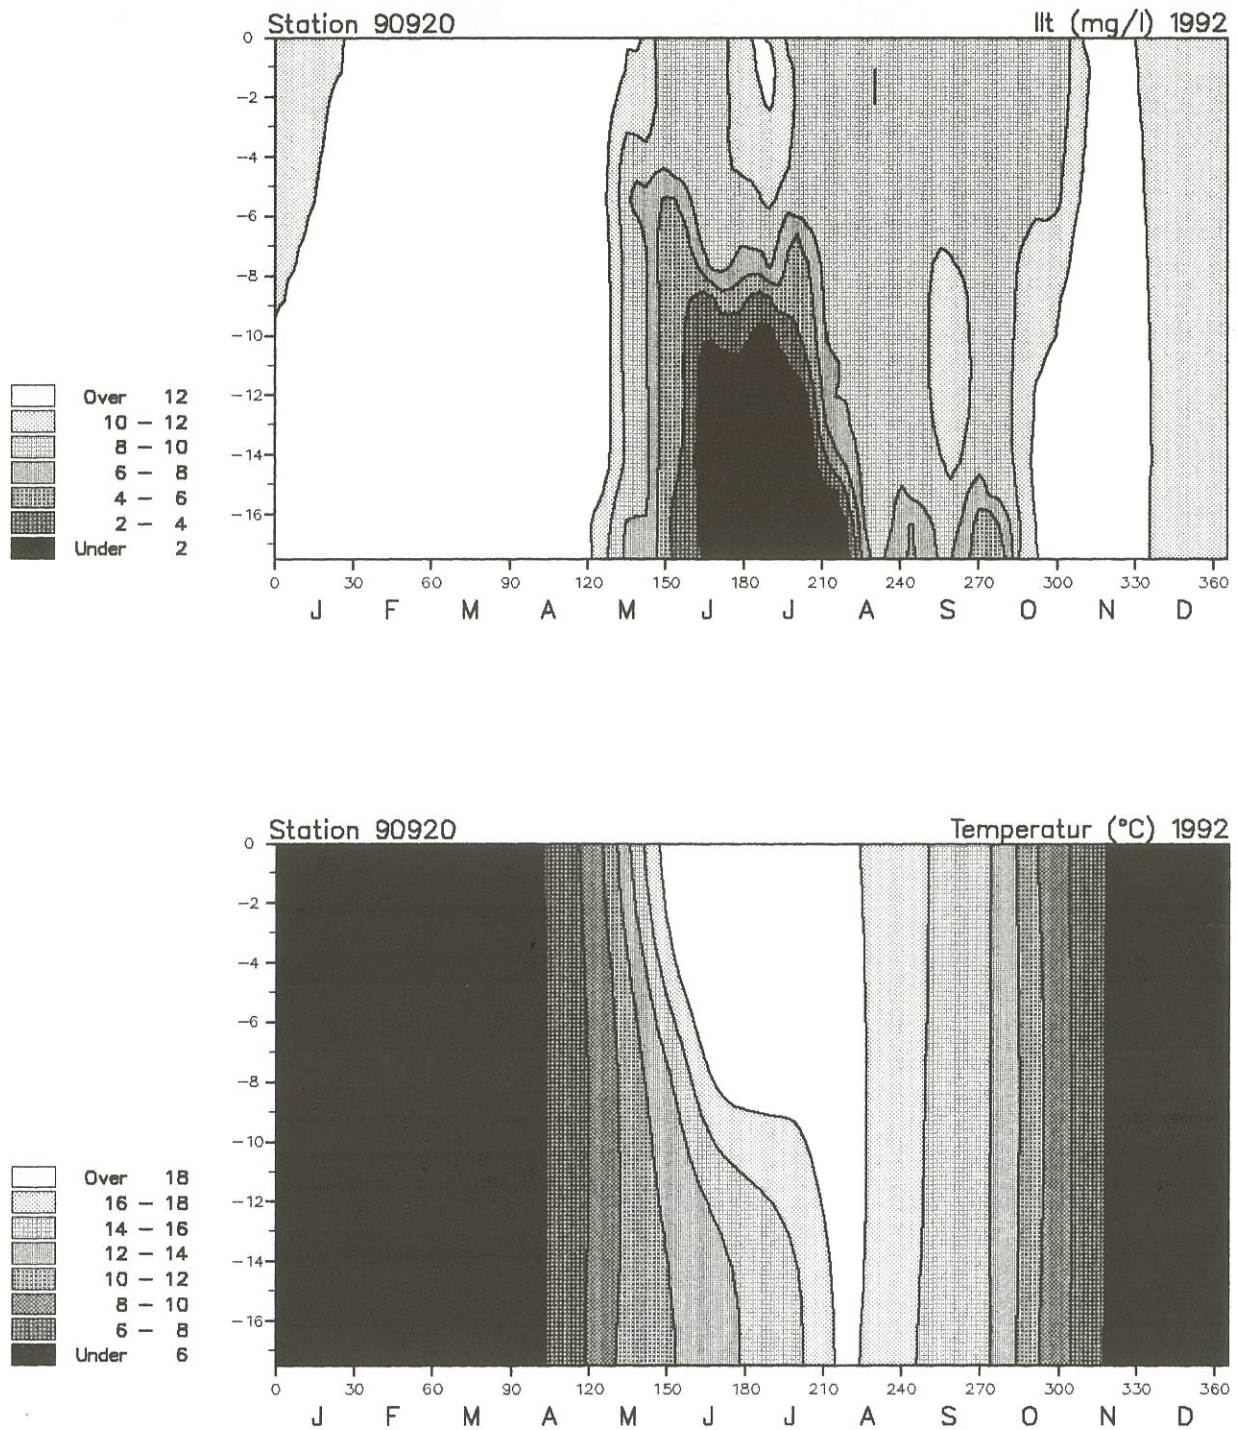 Station 90920 Ilt (mg/l) 1992
0
−2
−4
−6
−8
−10
−12
−14
−16
Over 12
10 − 12
8 − 10
6 − 8
4 − 6
2 − 4
Under 2
0 30 60 90 120 150 180 210 240 270 300 330 360
J F M A M J J A S O N D
Station 90920 Temperatur (°C) 1992
0
−2
−4
−6
−8
−10
−12
−14
−16
Over 18
16 − 18
14 − 16
12 − 14
10 − 12
8 − 10
6 − 8
Under 6
0 30 60 90 120 150 180 210 240 270 300 330 360
J F M A M J J A S O N D